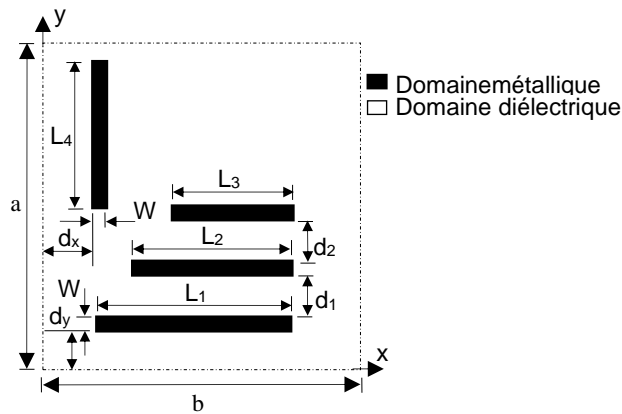 y
Domainemétallique
Domaine diélectrique
L4
a
L3
W
dx
L2
d2
W
L1
d1
dy
x
b